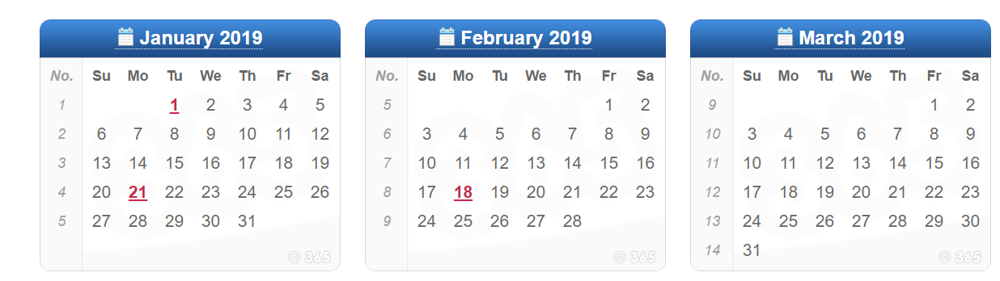 January 2019
No. Su Mo Tu We Th Fr Sa
1 1 2 3 4 5
2 6 7 8 9 10 11 12
3 13 14 15 16 17 18 19
4 20 21 22 23 24 25 26
5 27 28 29 30 31
© 365
February 2019
No. Su Mo Tu We Th Fr Sa
5 1 2
6 3 4 5 6 7 8 9
7 10 11 12 13 14 15 16
8 17 18 19 20 21 22 23
9 24 25 26 27 28
© 365
March 2019
No. Su Mo Tu We Th Fr Sa
9 1 2
10 3 4 5 6 7 8 9
11 10 11 12 13 14 15 16
12 17 18 19 20 21 22 23
13 24 25 26 27 28 29 30
14 31
© 365